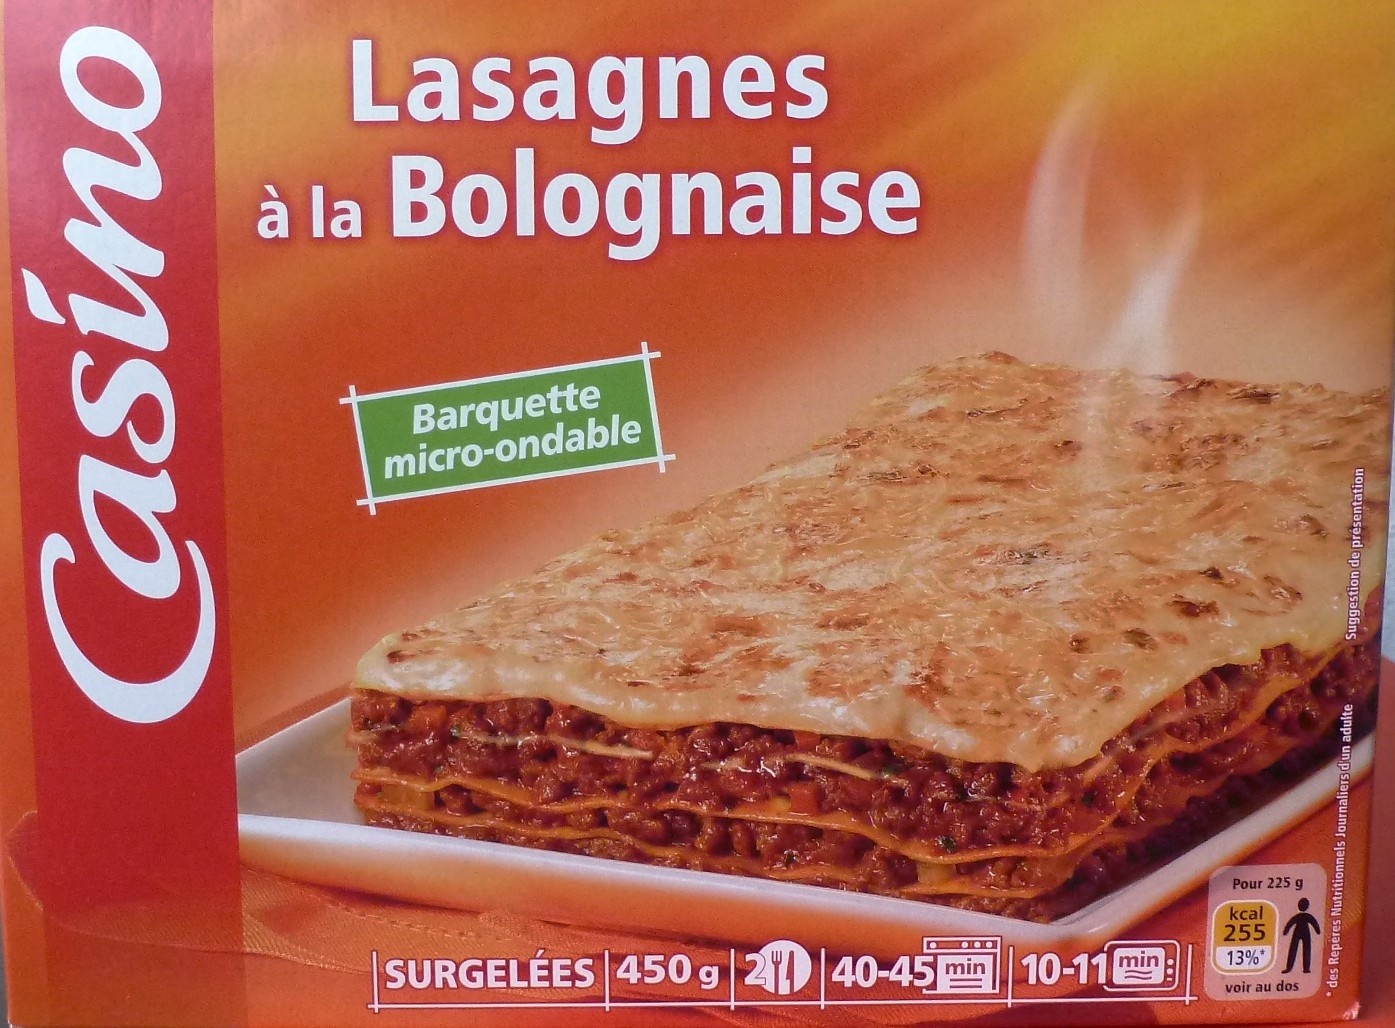 Casino
Lasagnes
à la Bolognaise
Barquette
micro-ondable
Suggestion de présentation
* des Repères Nutritionnels Journaliers d'un adulte
SURGELÉES 450 g 2 40-45 min 10-11 min
Pour 225 g
kcal
255
13%*
voir au dos